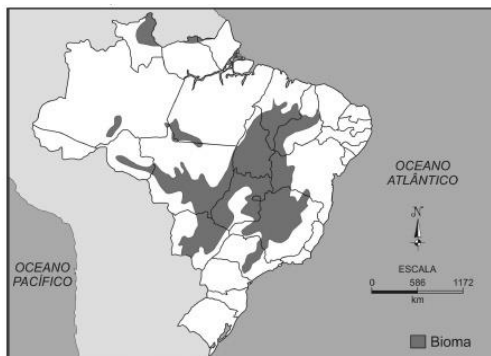 OCEANO
ATLÂNTICO
N
ESCALA
0 586 1172
km
OCEANO
PACÍFICO
Bioma